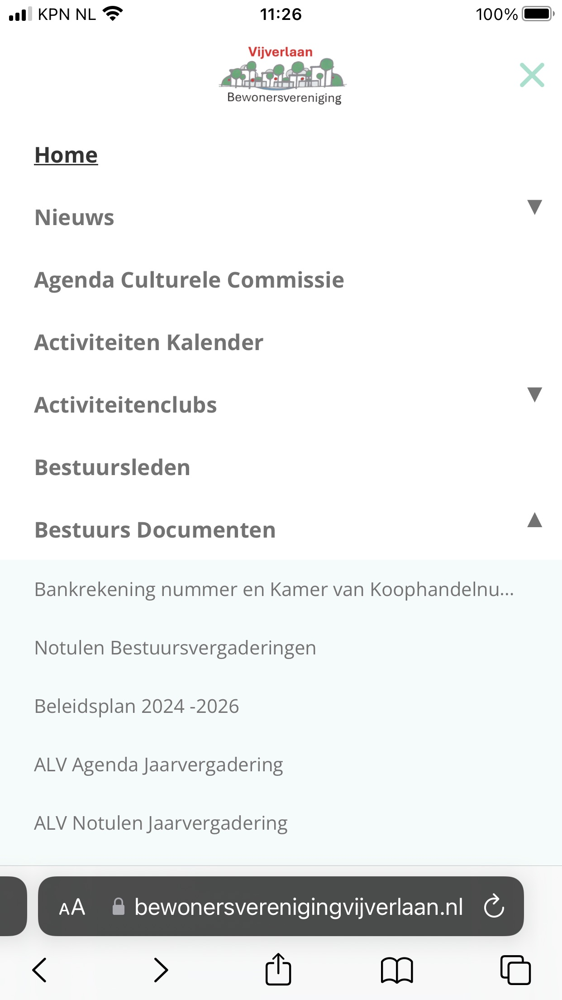 KPN NL
11:26
100%
Vijverlaan
Bewonersvereniging
Home
Nieuws
Agenda Culturele Commissie
Activiteiten Kalender
Activiteitenclubs
Bestuursleden
Bestuurs Documenten
Bankrekening nummer en Kamer van Koophandelnu...
Notulen Bestuursvergaderingen
Beleidsplan 2024 -2026
ALV Agenda Jaarvergadering
ALV Notulen Jaarvergadering
AA bewonersverenigingvijverlaan.nl